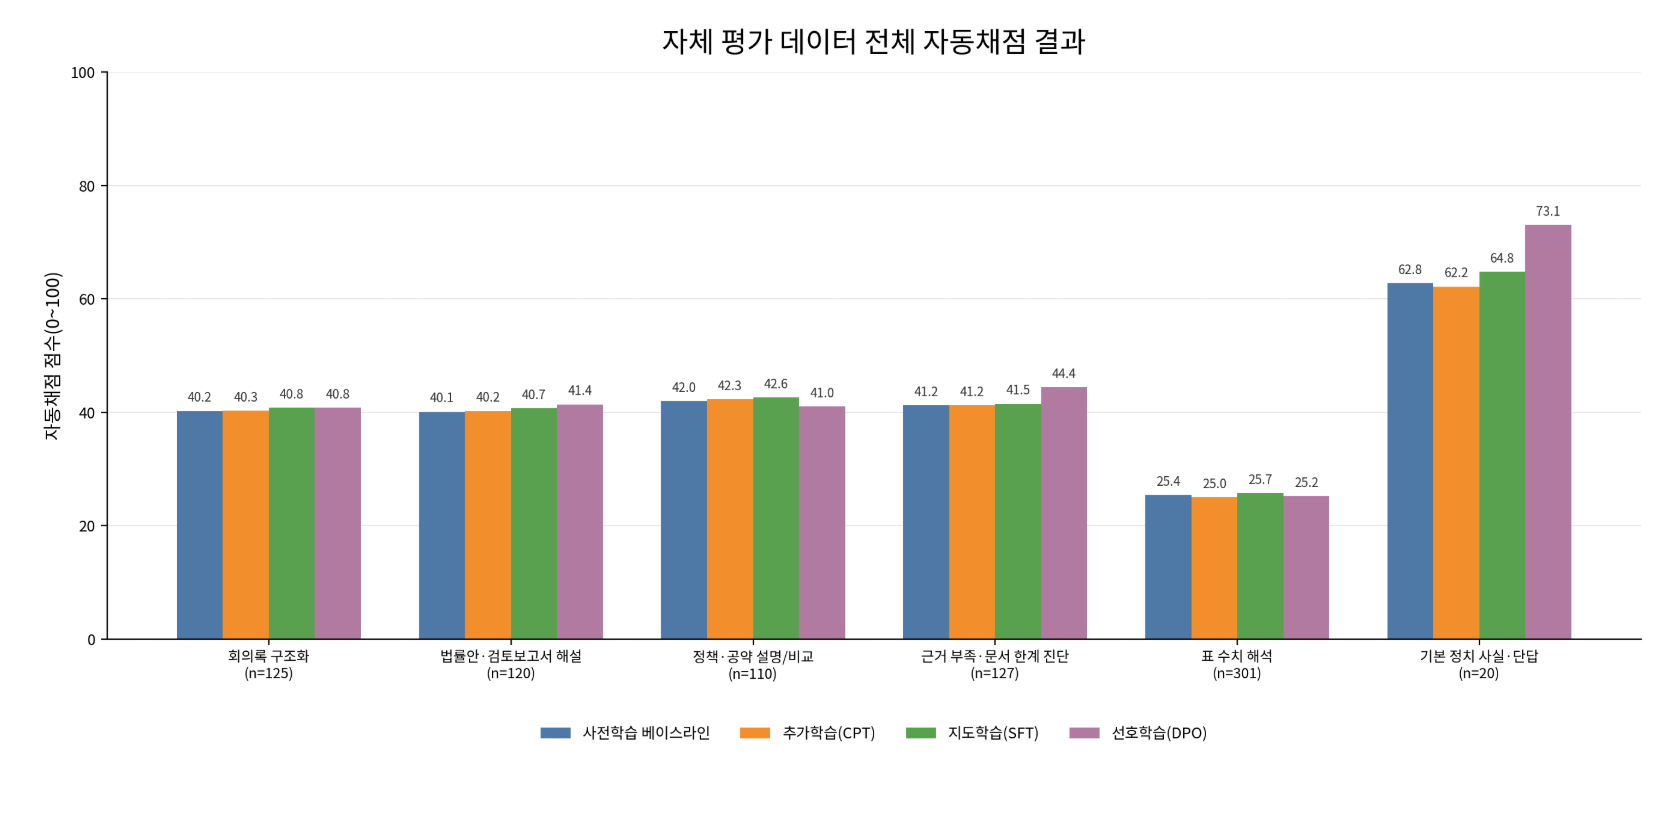 자체 평가 데이터 전체 자동채점 결과
자동채점 점수(0~100)
100
80
60
40
20
0
40.2 40.3 40.8 40.8
40.1 40.2 40.7 41.4
42.0 42.3 42.6 41.0
41.2 41.2 41.5 44.4
25.4 25.0 25.7 25.2
62.8 62.2 64.8 73.1
회의록 구조화
(n=125)
법률안·검토보고서 해설
(n=120)
정책·공약 설명/비교
(n=110)
근거 부족·문서 한계 진단
(n=127)
표 수치 해석
(n=301)
기본 정치 사실·단답
(n=20)
사전학습 베이스라인 추가학습(CPT) 지도학습(SFT) 선호학습(DPO)